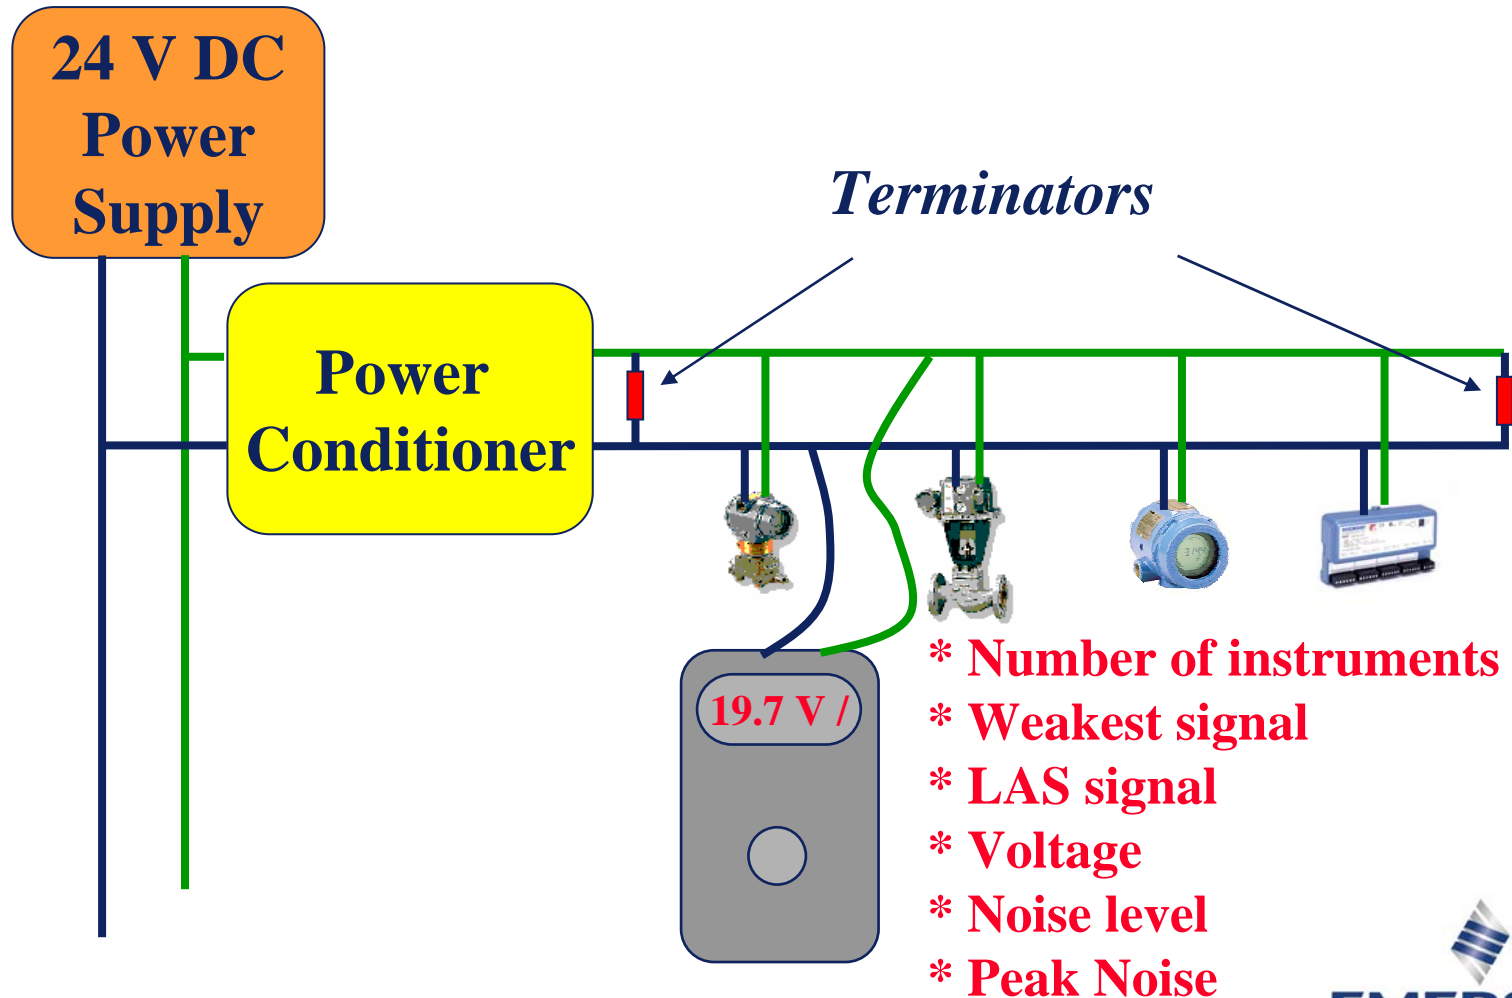 24 V DC
Power
Supply
Terminators
Power
Conditioner
19.7 V /
* Number of instruments
* Weakest signal
* LAS signal
* Voltage
* Noise level
* Peak Noise